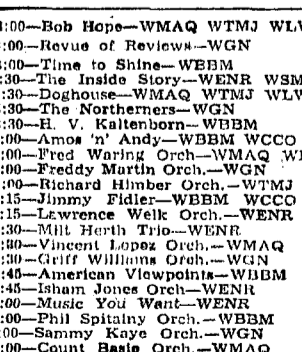 :00—Bob Hope—WMAQ WTMJ WLW
:00—Revue of Reviews—WGN
:00—Time to Shine—WBBM
:30—The Inside Story—WENR WSM
:30—Doghouse—WMAQ WTMJ WLW
:30—The Northerners—WGN
:30—H. V. Kaltenborn—WBBM
:00—Amos 'n' Andy—WBBM WCCO
:00—Fred Waring Orch—WMAQ
:00—Freddy Martin Orch.—WGN
:00—Richard Himber Orch.—WTMJ
:15—Jimmy Fidler—WBBM WCCO
:15—Lawrence Welk Orch.—WENR
:30—Milt Herth Trio—WENR
:30—Vincent Lopez Orch.—WMAQ
:30—Griff Williams Orch.—WGN
:45—American Viewpoints—WBBM
:45—Isham Jones Orch—WENR
:00—Music You Want—WENR
:00—Phil Spitalny Orch.—WBBM
:00—Sammy Kaye Orch.—WGN
:00—Count Basie Orch.—WMAQ